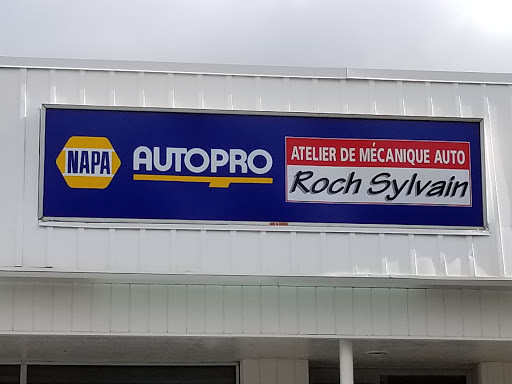 NAPA
AUTOPRO
ATELIER DE MÉCANIQUE AUTO
Roch Sylvain